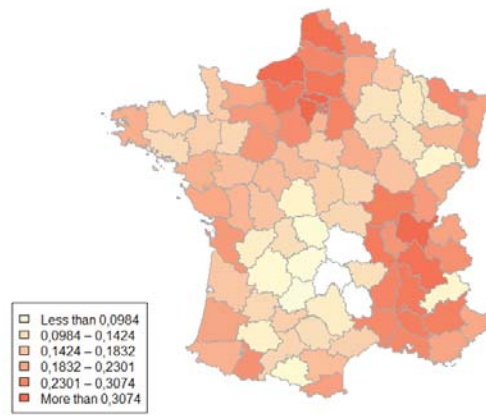 Less than 0,0984
0,0984 – 0,1424
0,1424 – 0,1832
0,1832 – 0,2301
0,2301 – 0,3074
More than 0,3074